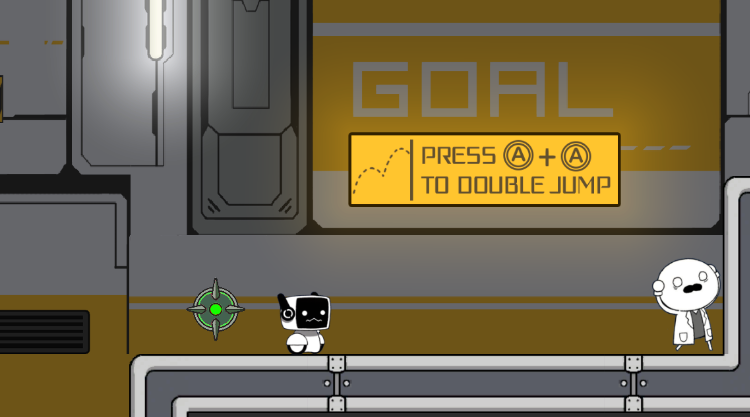 GOAL
PRESS Ⓐ + Ⓐ
TO DOUBLE JUMP